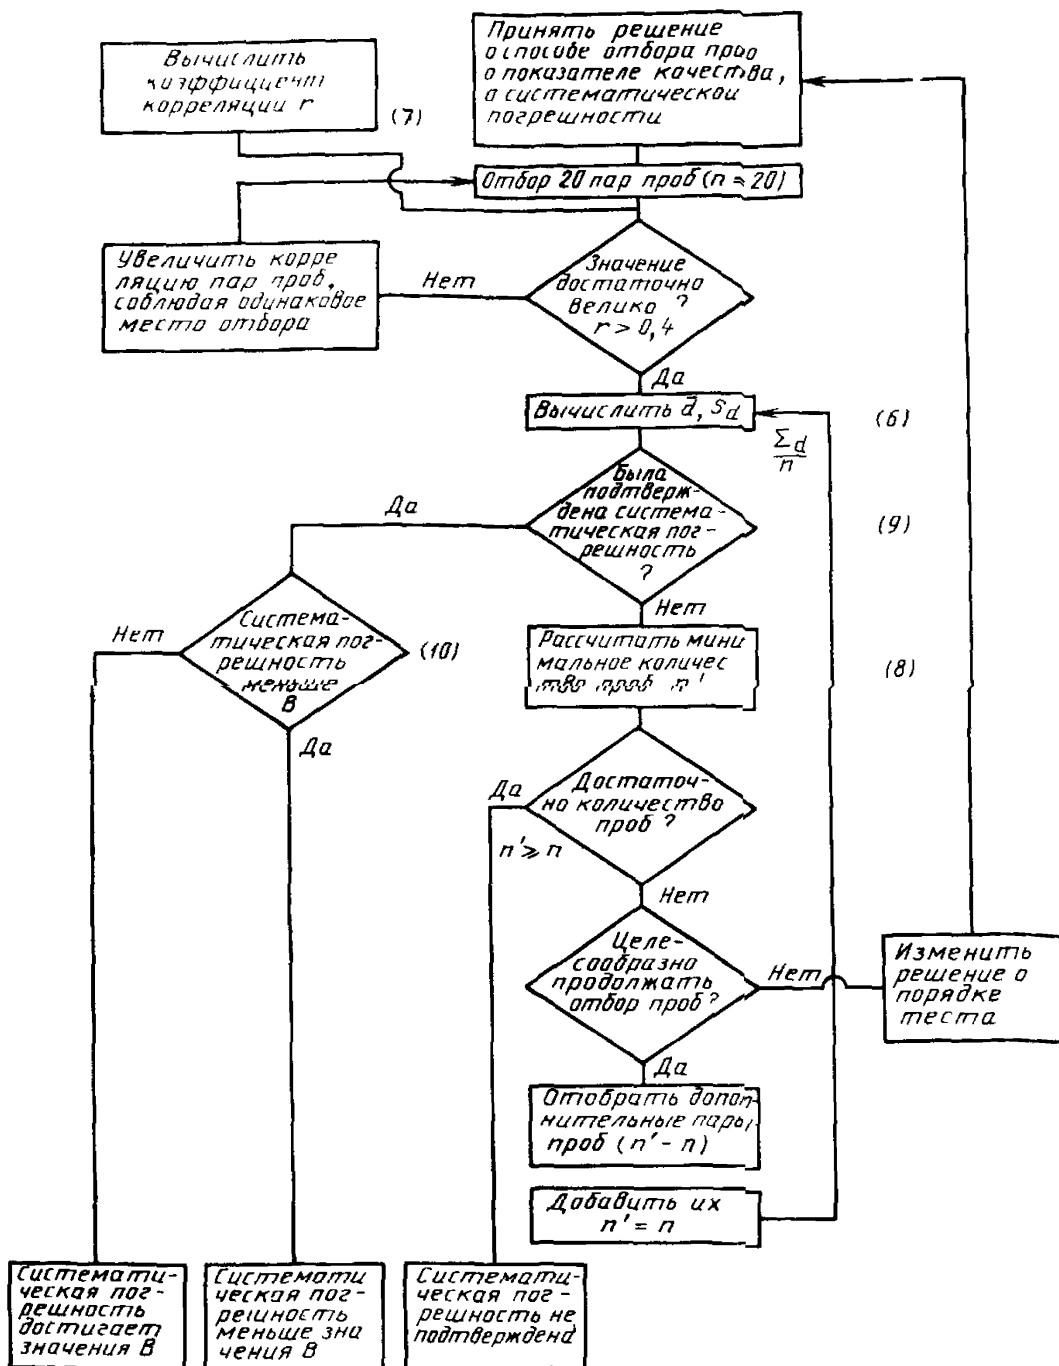 Вычислить
коэффициент
корреляции r
(7)
Принять решение
о способе отбора проб
о показателе качества,
о систематической
погрешности
Отбор 20 пар проб (n = 20)
Увеличить корре
ляцию пар проб,
соблюдая одинаковое
место отбора
Нет
Значение
достаточно
велико ?
r > 0,4
Да
Вычислить d̄, Sd
(6)
Σd
n
Была
подтверж-
дена система-
тическая пог-
решность
?
(9)
Да
Нет
Система-
тическая пог-
решность
меньше
В
(10)
Нет
Да
Рассчитать мини
мальное количес
тво проб n'
(8)
Достаточ-
но количество
проб ?
Да
n' ⩾ n
Нет
Целе-
сообразно
продолжать
отбор проб ?
Нет
Изменить
решение о
порядке
теста
Да
Отобрать допол-
нительные пары
проб (n' - n)
Добавить их
n' = n
Системати-
ческая пог-
решность
достигает
значения В
Системати
ческая пог-
решность
меньше зна
чения В
Системати-
ческая пог-
решность не
подтверждена